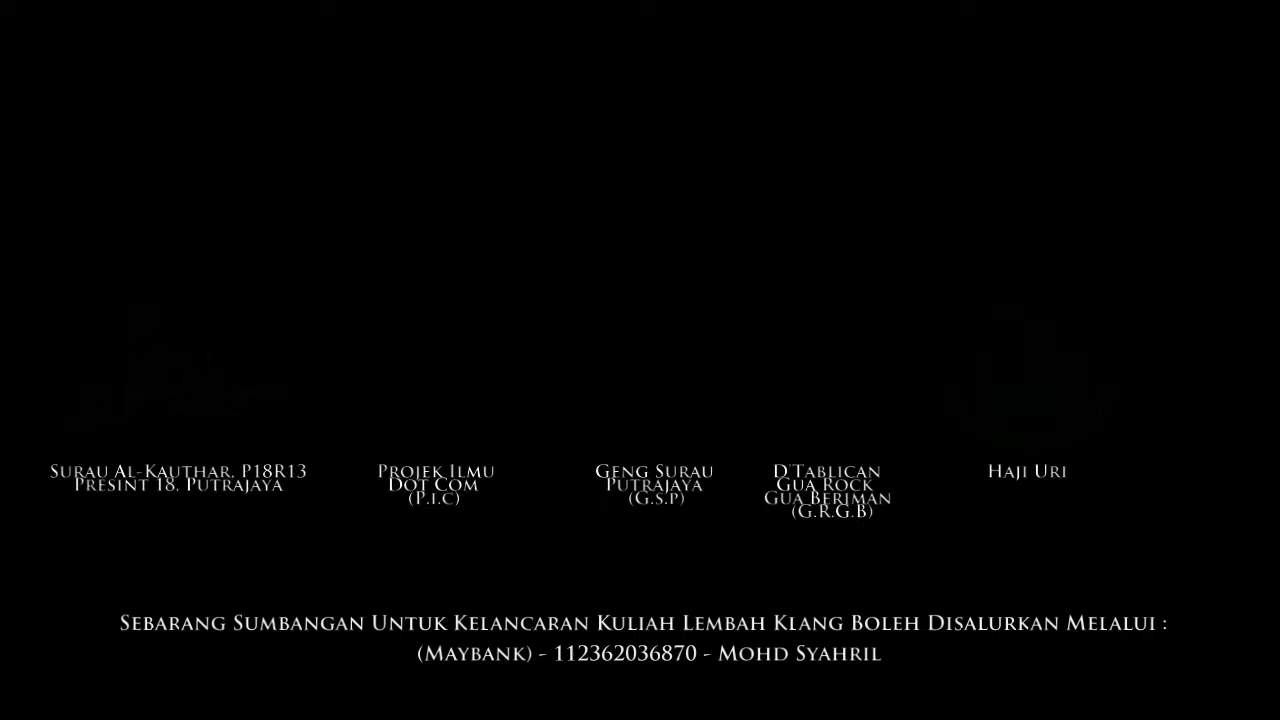 Surau Al-Kauthar, P18R13
Presint 18, Putrajaya
Projek Ilmu
Dot Com
(P.I.C)
Geng Surau
Putrajaya
(G.S.P)
D'Tablican
Gua Rock
Gua Beriman
(G.R.G.B)
Haji Uri
Sebarang Sumbangan Untuk Kelancaran Kuliah Lembah Klang Boleh Disalurkan Melalui :
(Maybank) - 112362036870 - Mohd Syahril